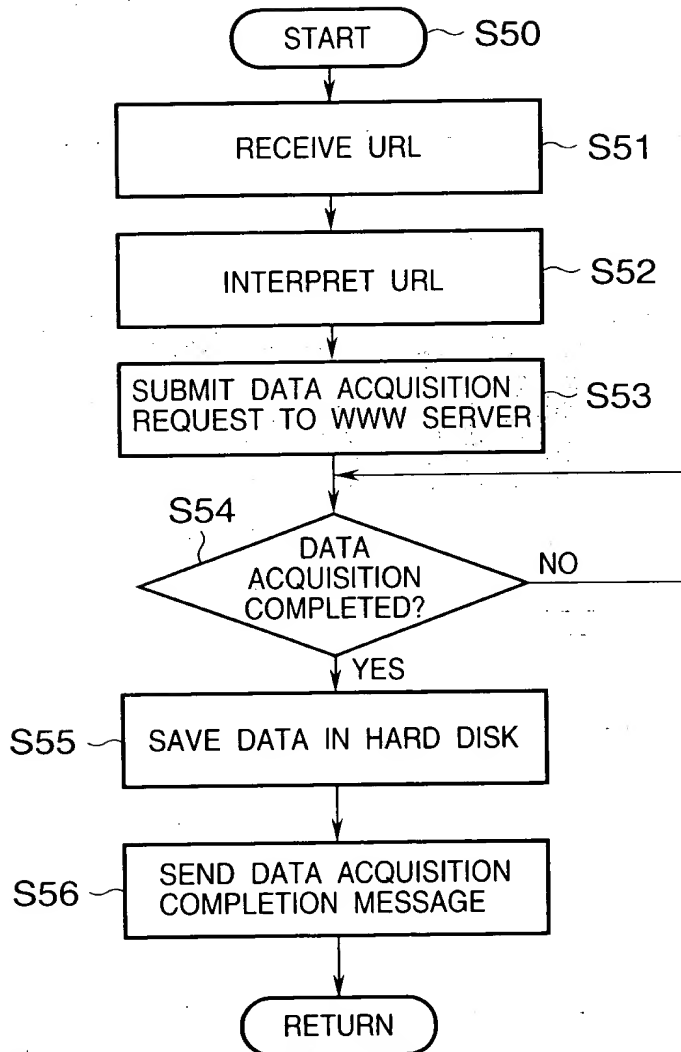 START
S50
RECEIVE URL
S51
INTERPRET URL
S52
SUBMIT DATA ACQUISITION
REQUEST TO WWW SERVER
S53
S54
DATA
ACQUISITION
COMPLETED?
NO
YES
S55
SAVE DATA IN HARD DISK
S56
SEND DATA ACQUISITION
COMPLETION MESSAGE
RETURN